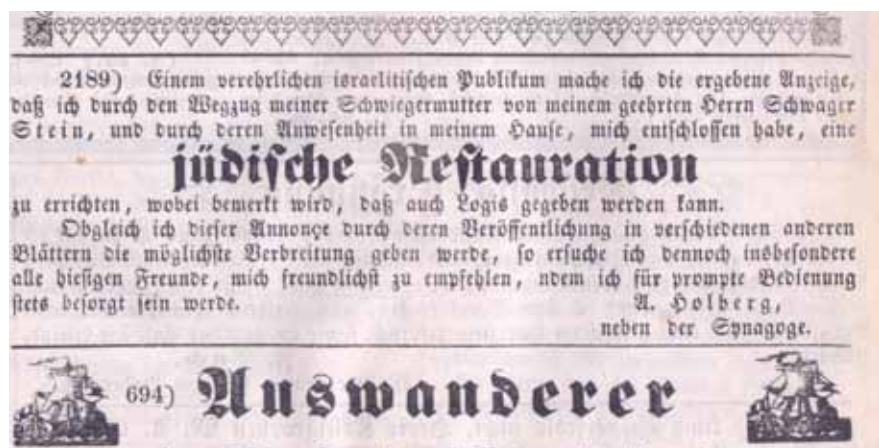 2189) Einem verehrlichen israelitischen Publikum mache ich die ergebene Anzeige,
daß ich durch den Wegzug meiner Schwiegermutter von meinem geehrten Herrn Schwager
Stein, und durch deren Anwesenheit in meinem Hause, mich entschlossen habe, eine
jüdische Restauration
zu errichten, wobei bemerkt wird, daß auch Logis gegeben werden kann.
Obgleich ich dieser Annonçe durch deren Veröffentlichung in verschiedenen anderen
Blättern die möglichste Verbreitung geben werde, so ersuche ich dennoch insbesondere
alle hiesigen Freunde, mich freundlichst zu empfehlen, ndem ich für prompte Bedienung
stets besorgt sein werde.
A. Holberg,
neben der Synagoge.
694) Auswanderer